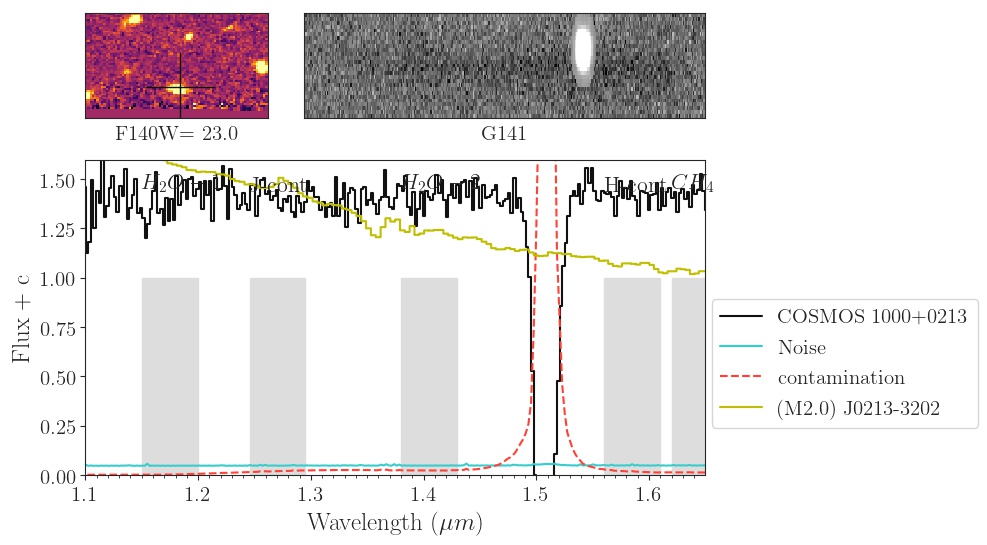 F140W= 23.0
G141
H₂O
J-cont
H₂O - 2
H-cont CH₄
1.50
1.25
1.00
0.75
0.50
0.25
0.00
Flux + c
1.1 1.2 1.3 1.4 1.5 1.6
Wavelength (μm)
COSMOS 1000+0213
Noise
contamination
(M2.0) J0213-3202